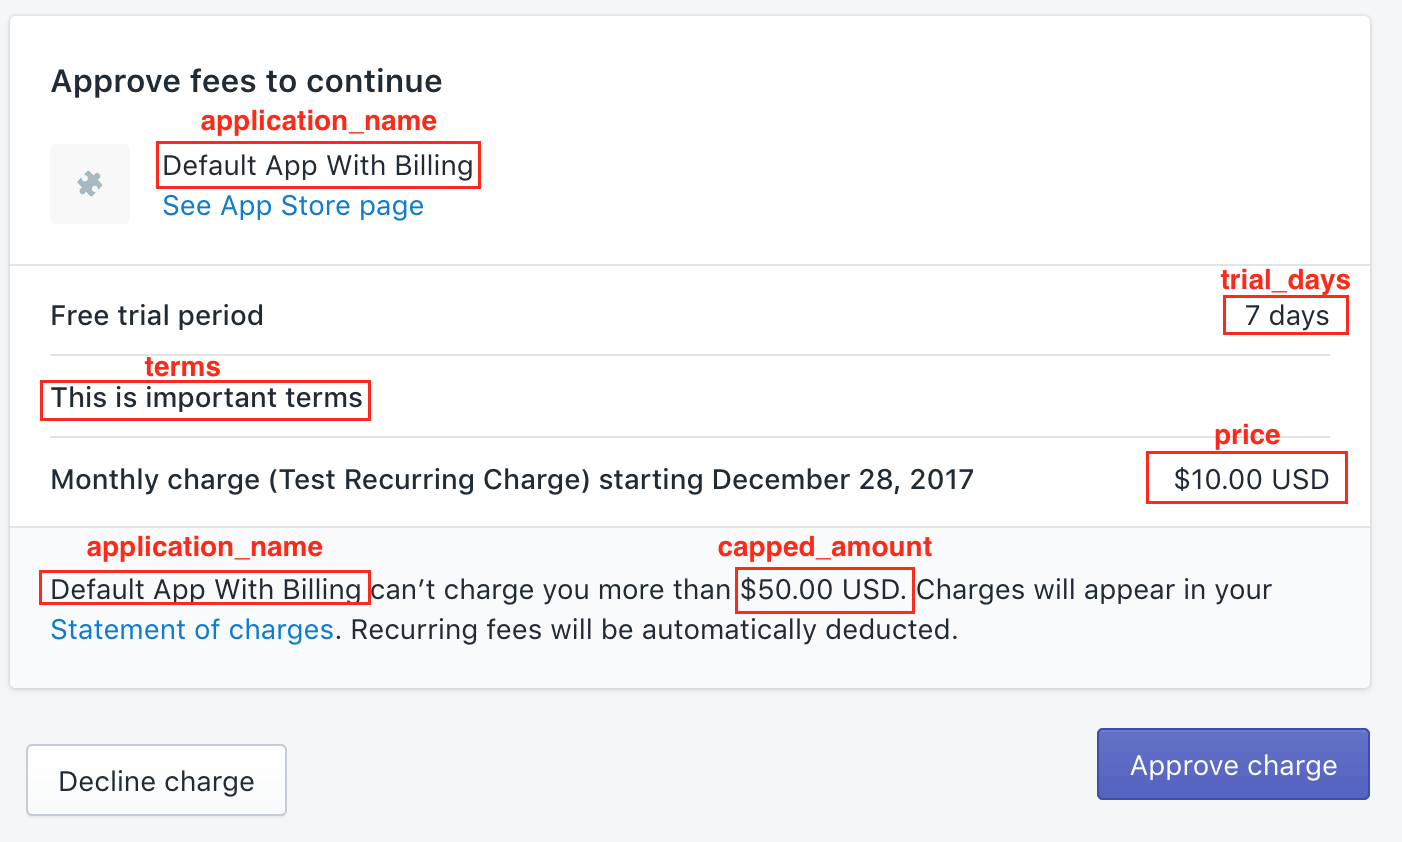 Approve fees to continue
application_name
Default App With Billing
See App Store page
trial_days
Free trial period 7 days
terms
This is important terms
price
Monthly charge (Test Recurring Charge) starting December 28, 2017 $10.00 USD
application_name capped_amount
Default App With Billing can’t charge you more than $50.00 USD. Charges will appear in your
Statement of charges. Recurring fees will be automatically deducted.
Decline charge Approve charge